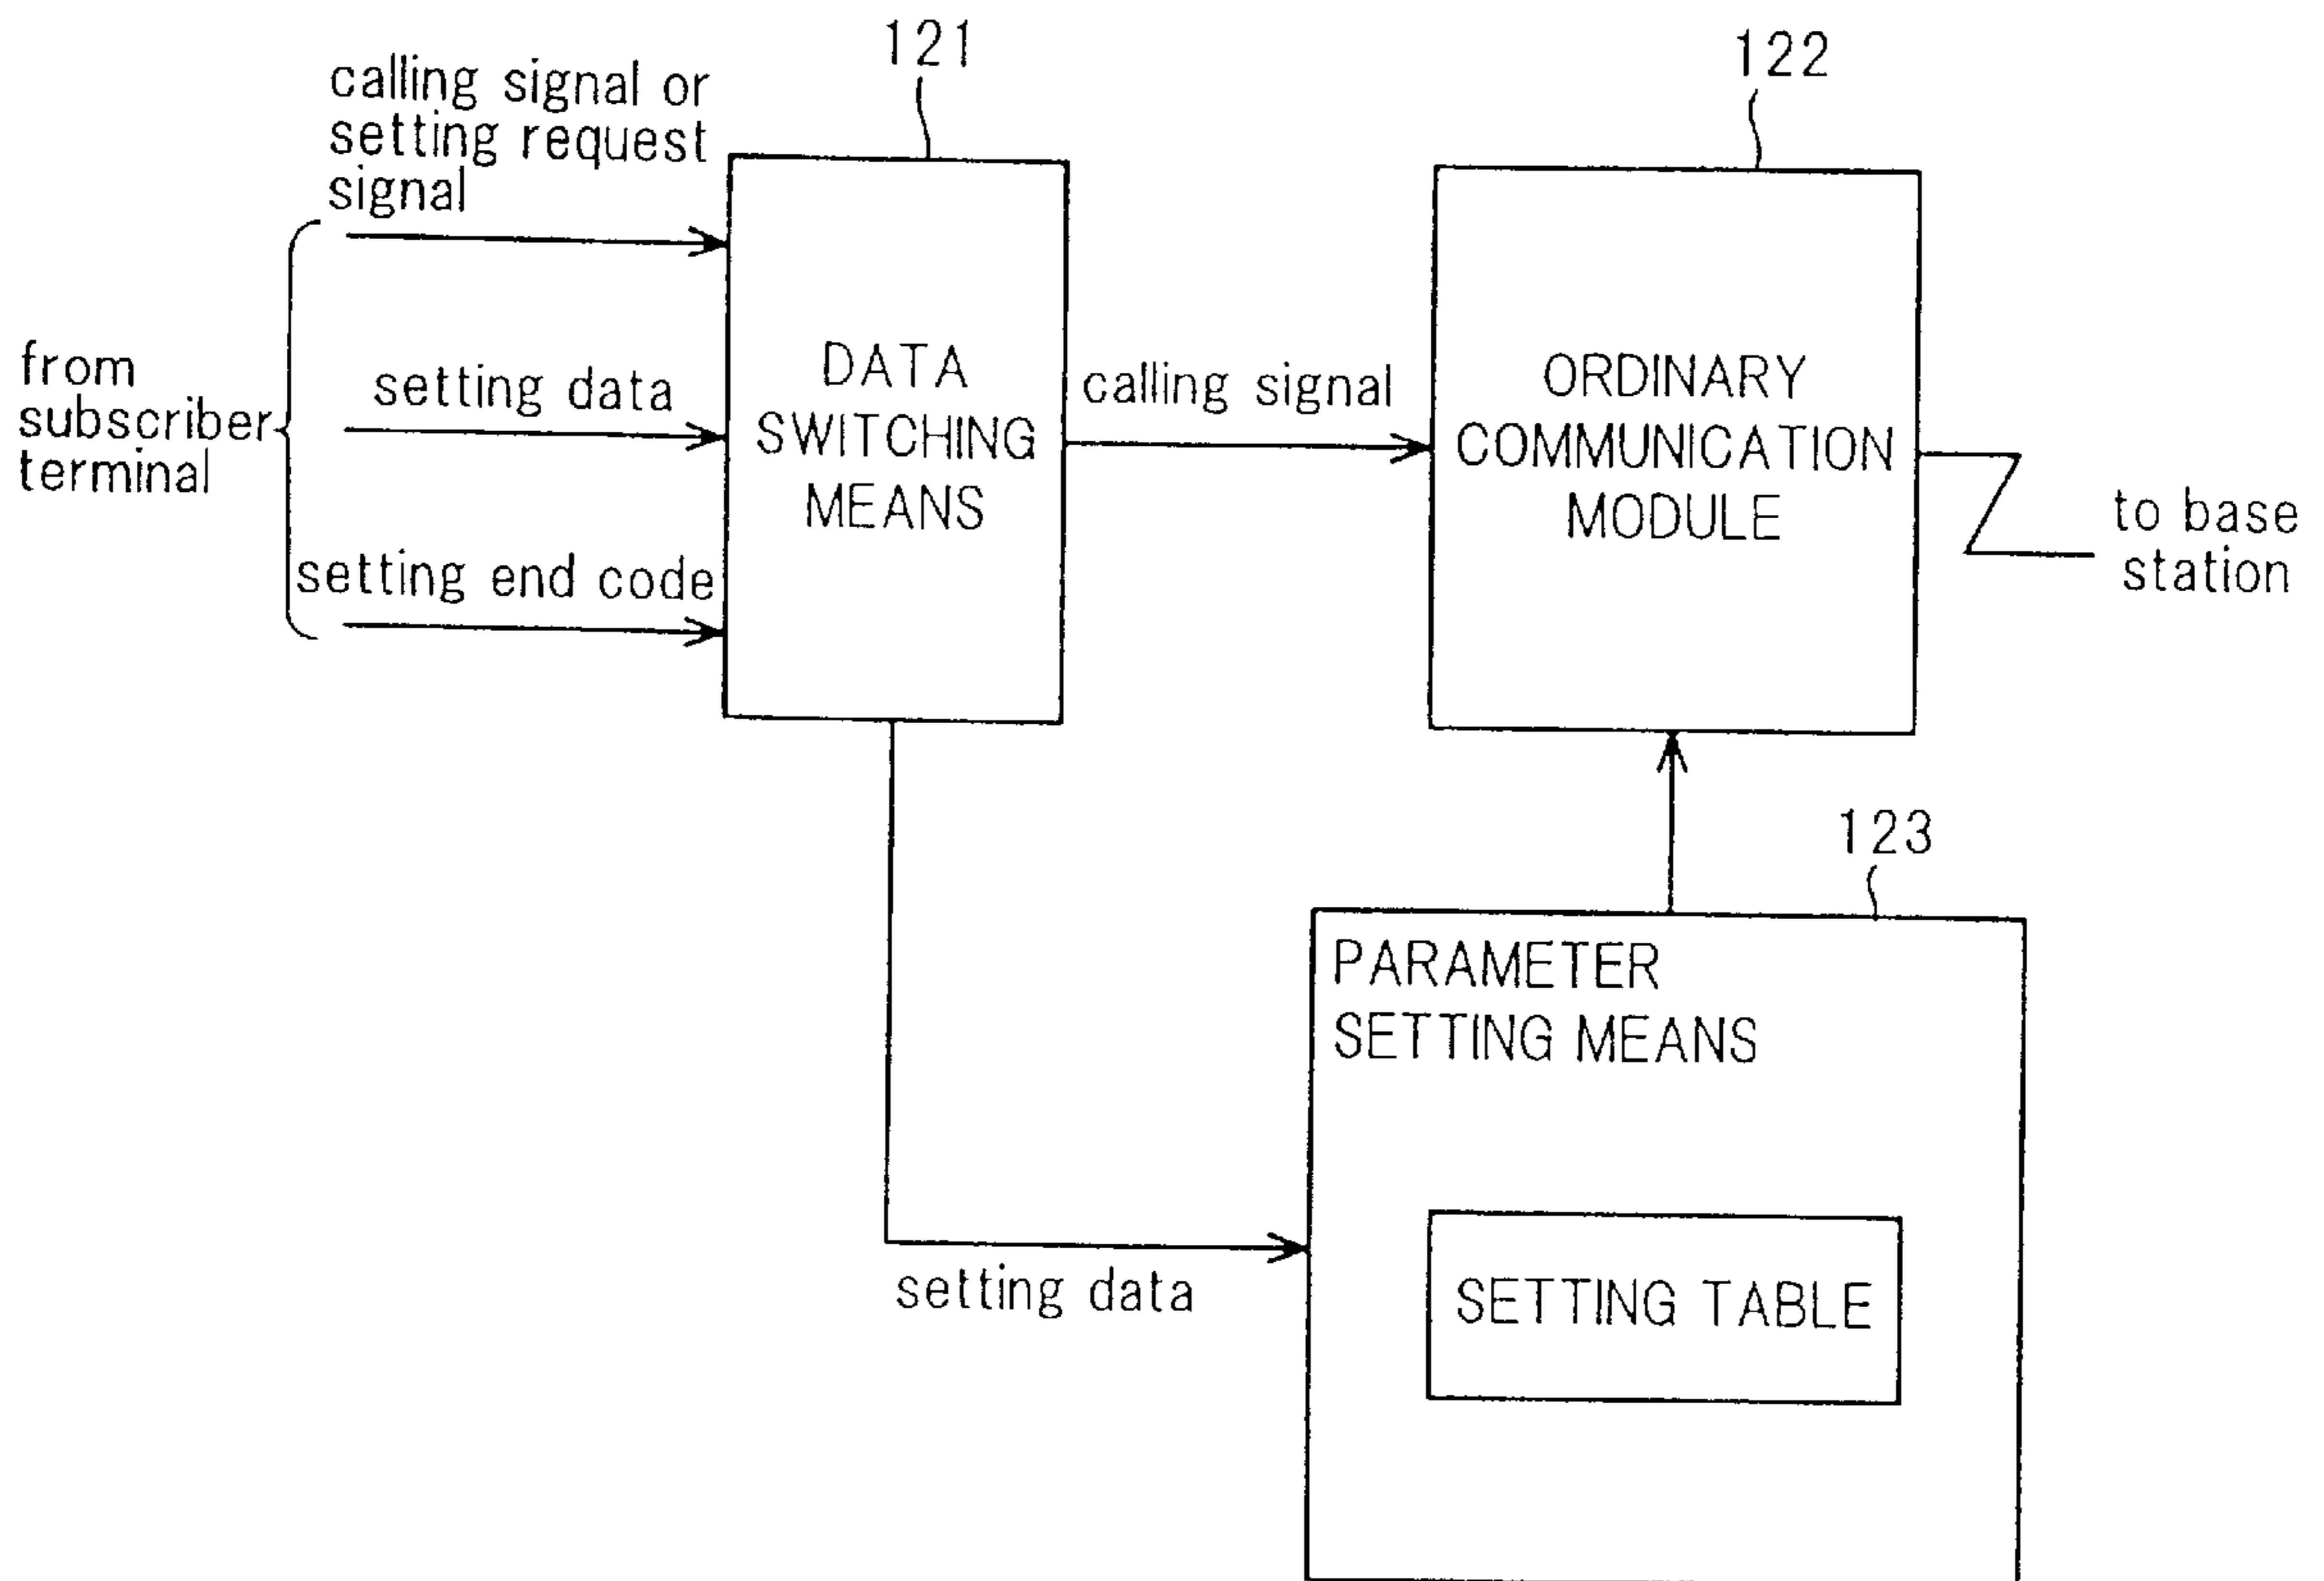 121
122
calling signal or
setting request
signal
from
subscriber
terminal
setting data
setting end code
DATA
SWITCHING
MEANS
calling signal
ORDINARY
COMMUNICATION
MODULE
to base
station
123
PARAMETER
SETTING MEANS
setting data
SETTING TABLE